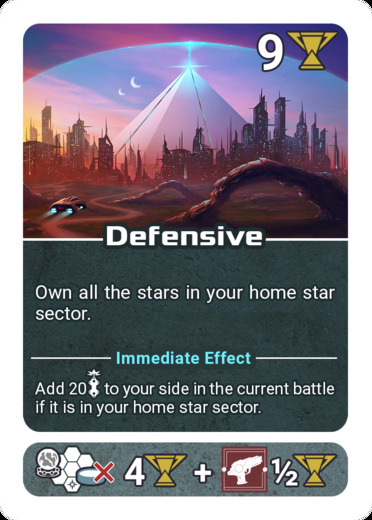 9
Defensive
Own all the stars in your home star
sector.
Immediate Effect
Add 20 to your side in the current battle
if it is in your home star sector.
4 + ½